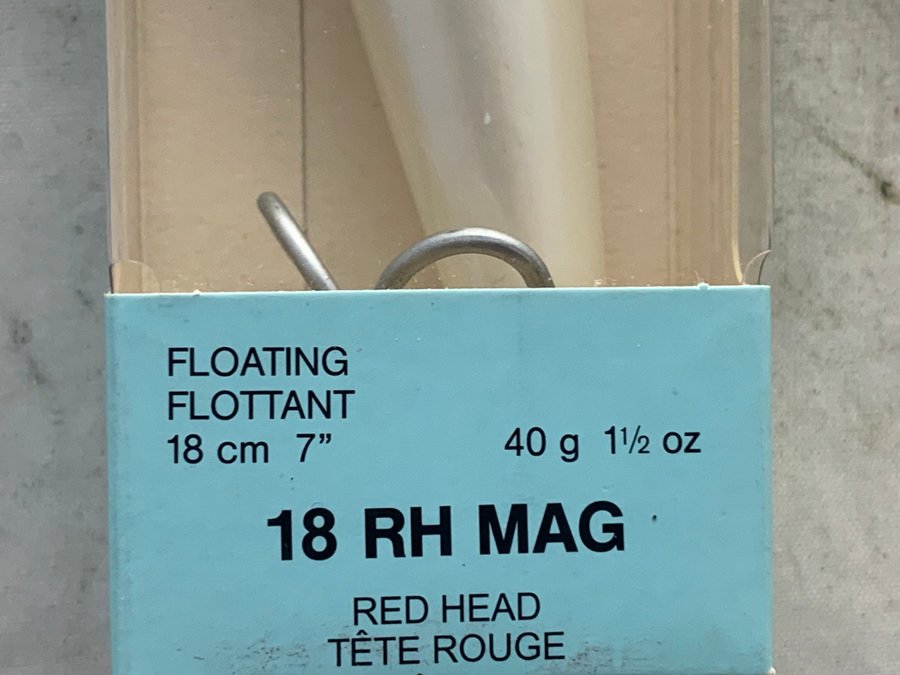 FLOATING
FLOTTANT
18 cm 7” 40 g 1½ oz
18 RH MAG
RED HEAD
TÊTE ROUGE